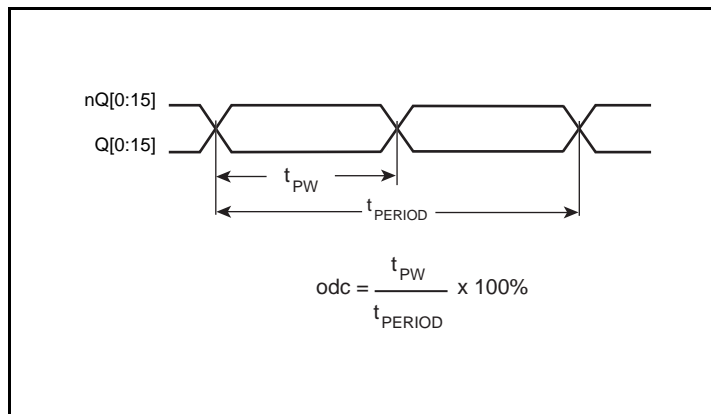 nQ[0:15]
Q[0:15]
tPW
tPERIOD
odc = tPW / tPERIOD x 100%